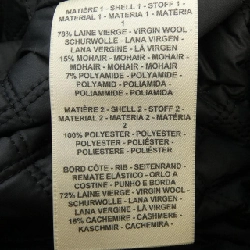 MATIÈRE 1 - SHELL 1 - STOFF 1 -
MATERIAL 1 - MATERIA 1 - MATÉRIA
1
73% LAINE VIERGE - VIRGIN WOOL
SCHURWOLLE - LANA VIRGEN -
LANA VERGINE - LÃ VIRGEN
15% MOHAIR - MOHAIR - MOHAIR -
MOHAIR - MOHAIR - MOHAIR
7% POLYAMIDE - POLYAMIDE -
POLYAMID - POLIAMIDA -
POLIAMMIDE - POLIAMIDA
MATIÈRE 2 - SHELL 2 - STOFF 2 -
MATERIAL 2 - MATERIA 2 - MATÉRIA
2
100% POLYESTER - POLYESTER -
POLYESTER - POLIÉSTER -
POLIESTERE - POLIÉSTER
BORD CÔTE - RIB - SEITENRAND -
REMATE ELÁSTICO - ORLO A
COSTINE - PUNHO E BORDA
72% LAINE VIERGE - VIRGIN WOOL
SCHURWOLLE - LANA VIRGEN -
LANA VERGINE - LÃ VIRGEN
CACHEMIRE - CASHMERE -
KASCHMIR - CACHEMIRA -